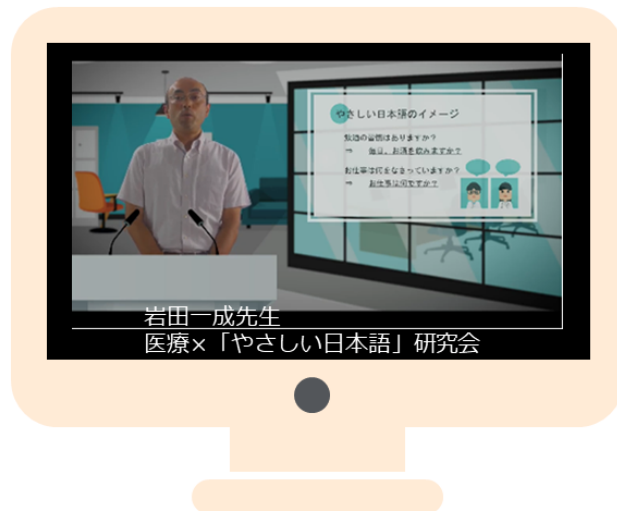 やさしい日本語のイメージ
飲酒の習慣はありますか？
⇒ 毎日、お酒を飲みますか？
お仕事は何をなさっていますか？
⇒ お仕事は何ですか？
岩田一成先生
医療×「やさしい日本語」研究会